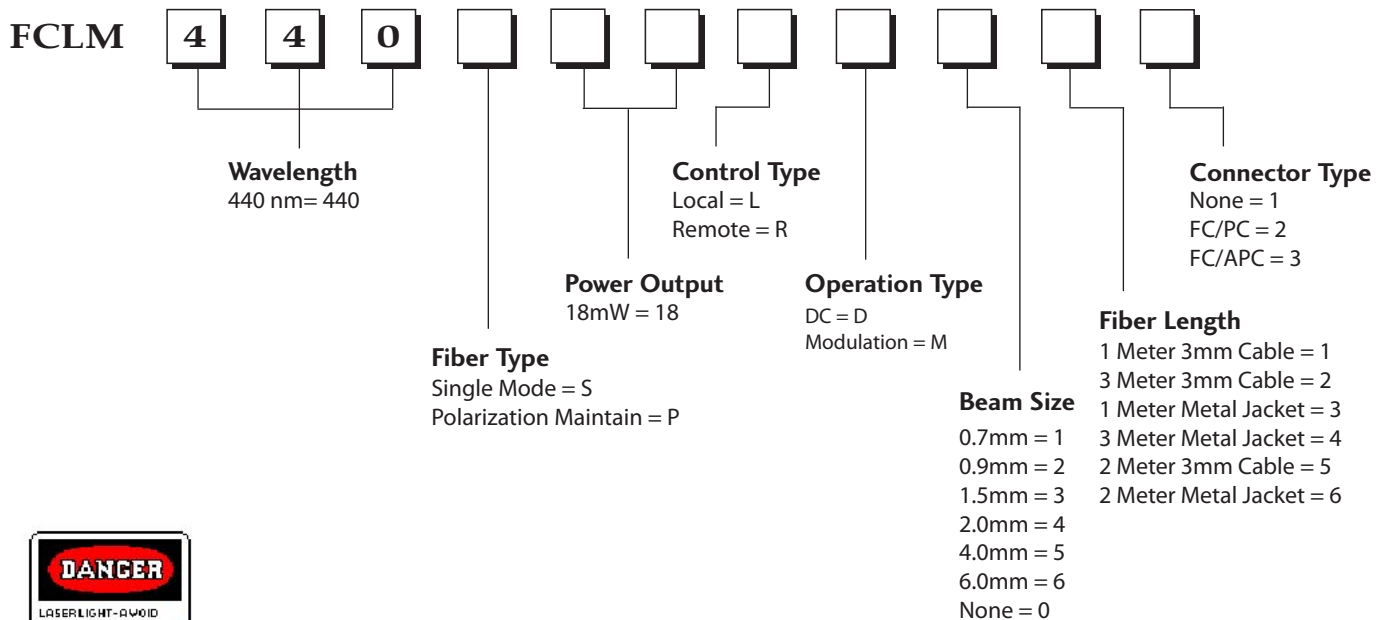 FCLM 4 4 0
Wavelength
440 nm= 440
Fiber Type
Single Mode = S
Polarization Maintain = P
Power Output
18mW = 18
Control Type
Local = L
Remote = R
Operation Type
DC = D
Modulation = M
Beam Size
0.7mm = 1
0.9mm = 2
1.5mm = 3
2.0mm = 4
4.0mm = 5
6.0mm = 6
None = 0
Fiber Length
1 Meter 3mm Cable = 1
3 Meter 3mm Cable = 2
1 Meter Metal Jacket = 3
3 Meter Metal Jacket = 4
2 Meter 3mm Cable = 5
2 Meter Metal Jacket = 6
Connector Type
None = 1
FC/PC = 2
FC/APC = 3
DANGER
LASERLIGHT-AVOID